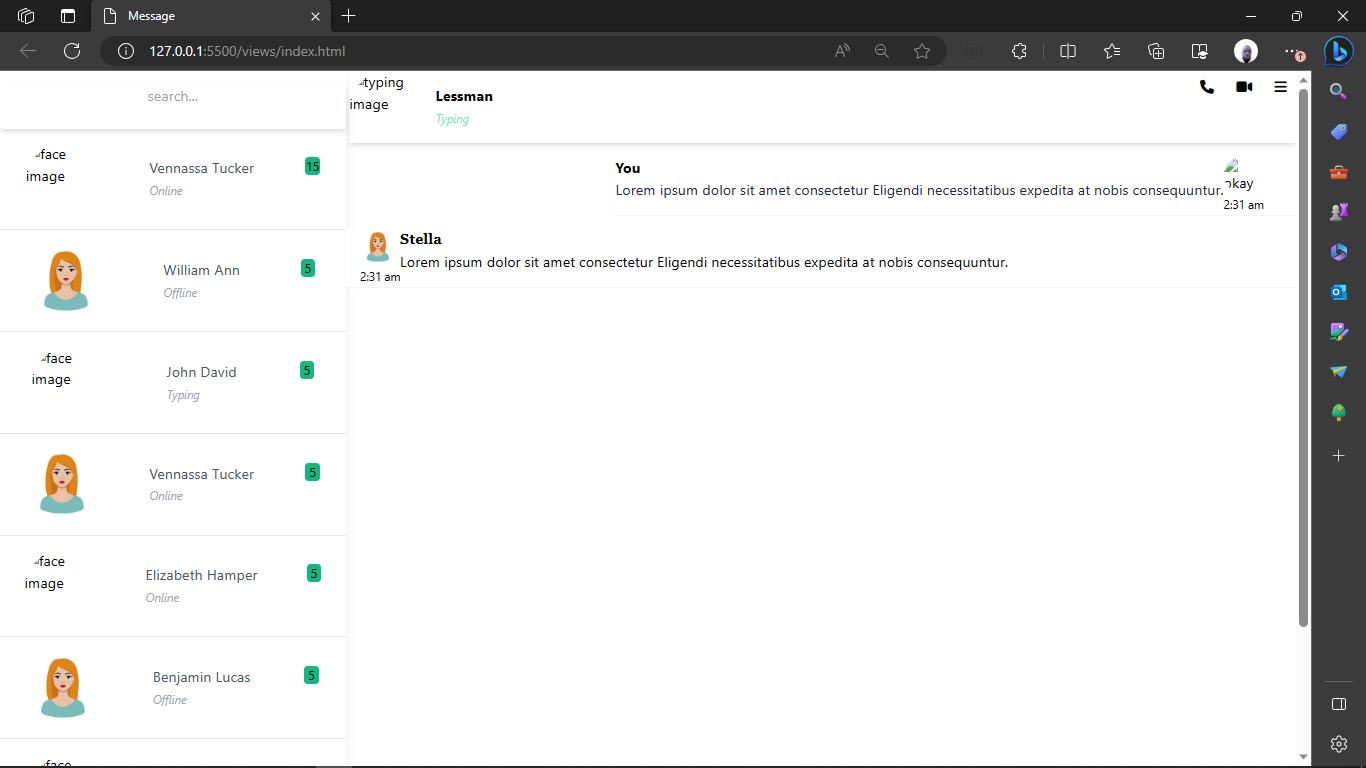 Message
127.0.0.1:5500/views/index.html
search...
face image
Vennassa Tucker
15
Online
William Ann
5
Offline
face image
John David
5
Typing
Vennassa Tucker
5
Online
face image
Elizabeth Hamper
5
Online
Benjamin Lucas
5
Offline
face
typing image
Lessman
Typing
You
Lorem ipsum dolor sit amet consectetur Eligendi necessitatibus expedita at nobis consequuntur.
okay
2:31 am
Stella
Lorem ipsum dolor sit amet consectetur Eligendi necessitatibus expedita at nobis consequuntur.
2:31 am